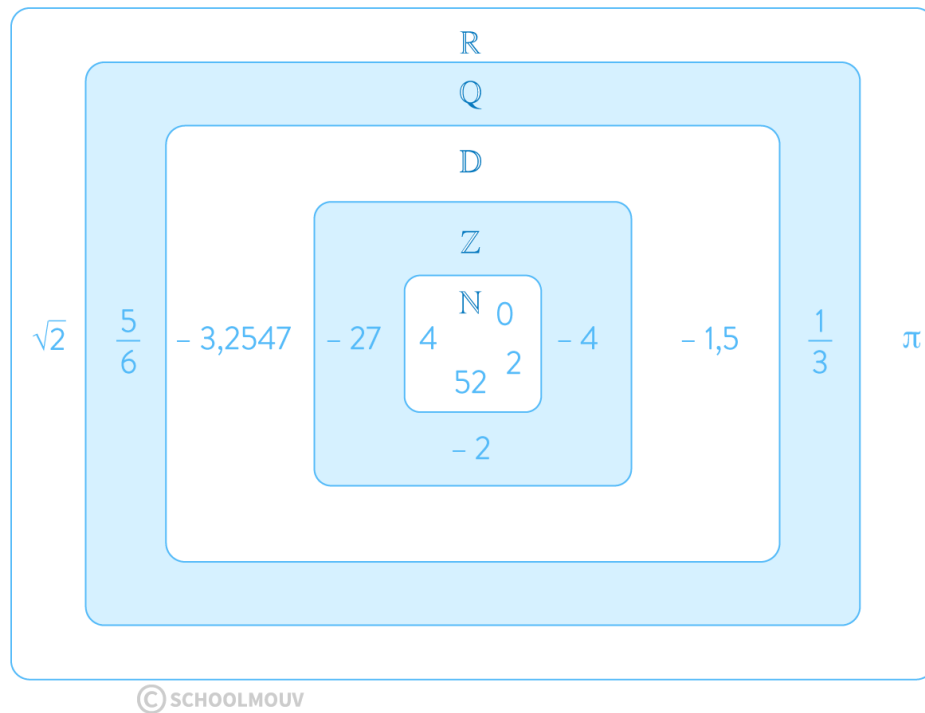 ℝ
ℚ
𝔻
ℤ
ℕ 0
√2 5/6 – 3,2547 – 27 4 – 4 – 1,5 1/3 π
2
52
– 2
© SCHOOLMOUV